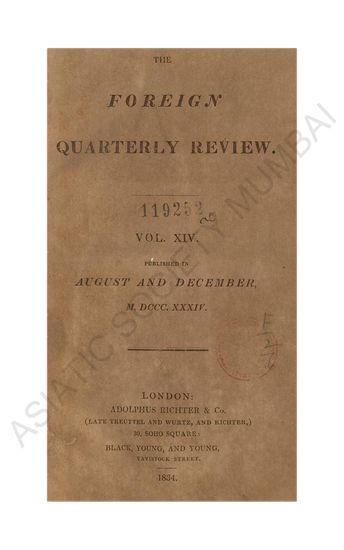 THE
FOREIGN
QUARTERLY REVIEW.
119252
VOL. XIV.
PUBLISHED IN
AUGUST AND DECEMBER,
M. DCCC. XXXIV.
LONDON:
ADOLPHUS RICHTER & Co.
(LATE TREUTTEL AND WURTZ, AND RICHTER,)
30, SOHO SQUARE:
BLACK, YOUNG, AND YOUNG,
TAVISTOCK STREET.
1834.
ASIATIC SOCIETY MUMBAI